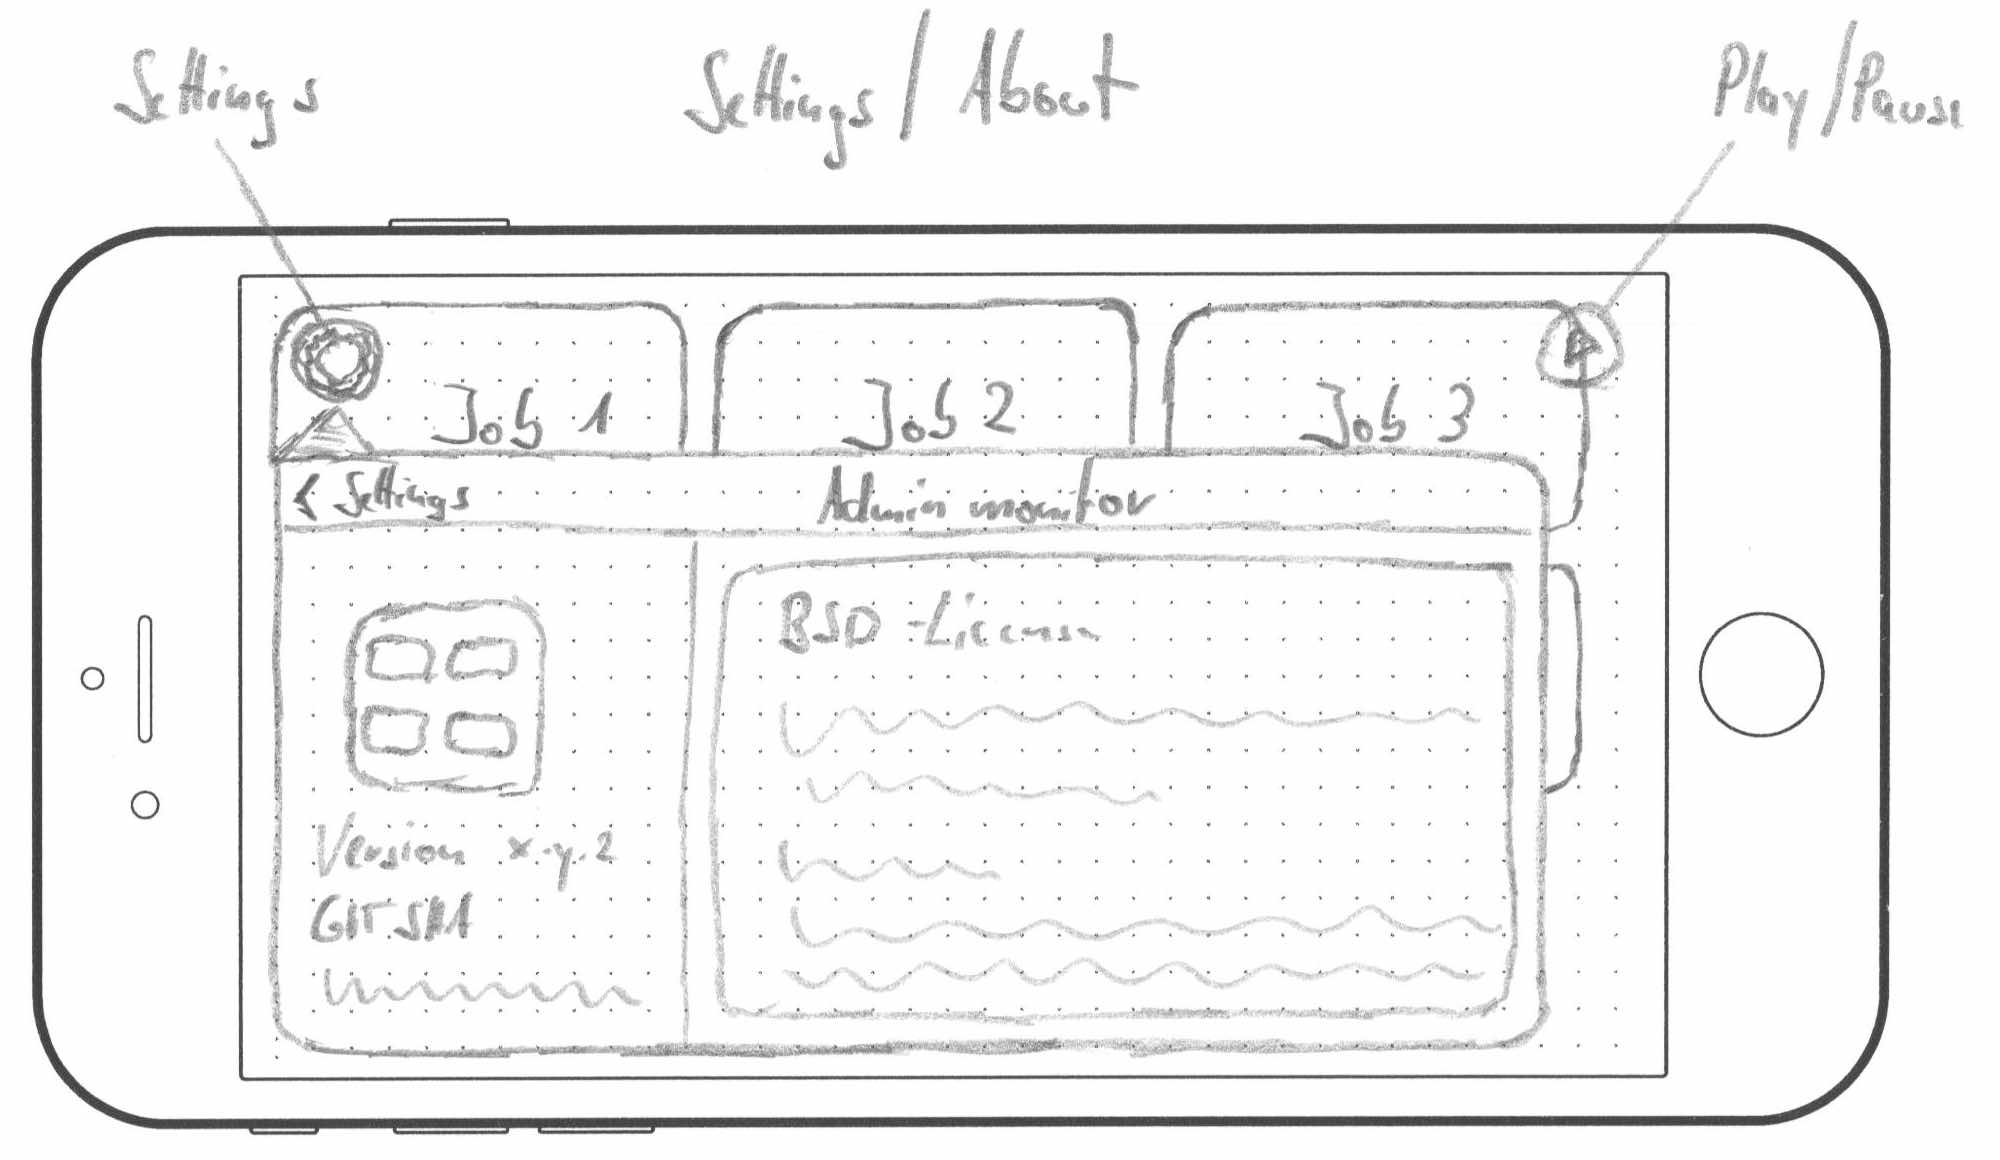 Settings
Settings / About
Play/Pause
Job 1
Job 2
Job 3
< Settings
Admin monitor
BSD-License
Version x.y.z
GIT SHA